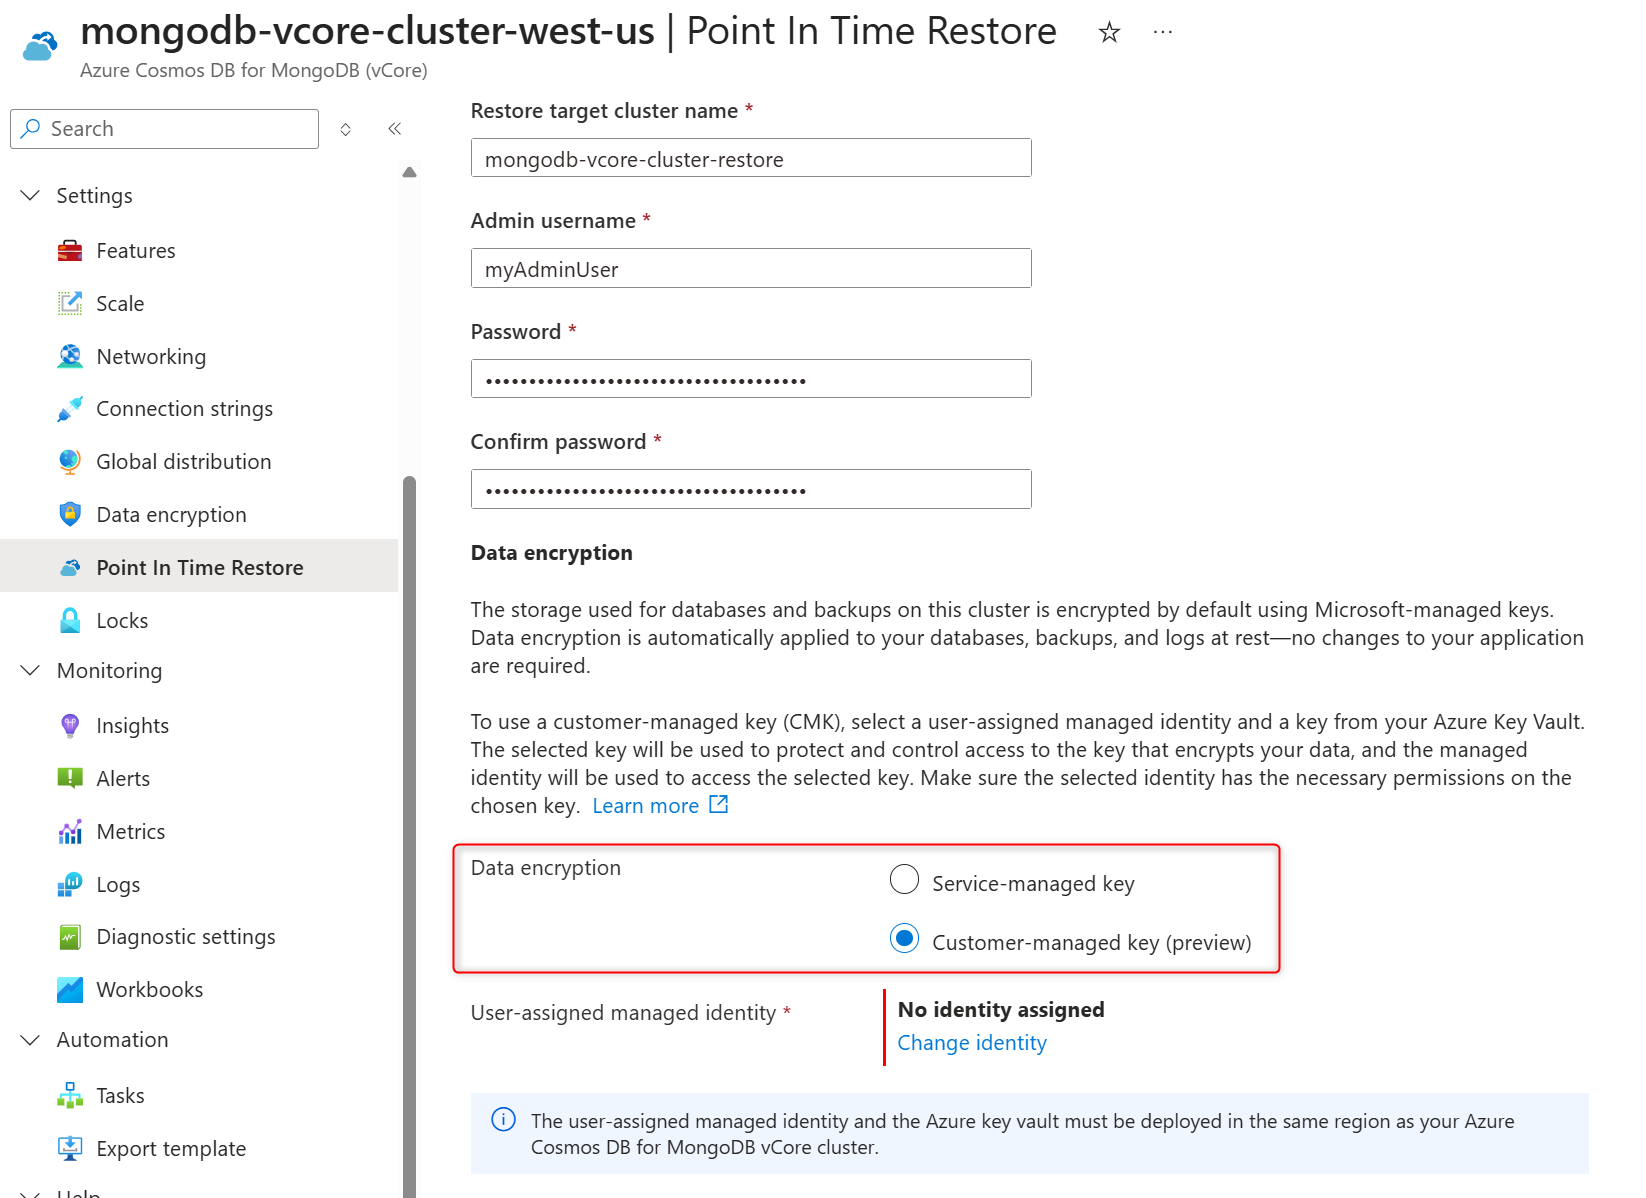 mongodb-vcore-cluster-west-us | Point In Time Restore
Azure Cosmos DB for MongoDB (vCore)
Search
Settings
Features
Scale
Networking
Connection strings
Global distribution
Data encryption
Point In Time Restore
Locks
Monitoring
Insights
Alerts
Metrics
Logs
Diagnostic settings
Workbooks
Automation
Tasks
Export template
Help
Restore target cluster name *
mongodb-vcore-cluster-restore
Admin username *
myAdminUser
Password *
•••••••••••••••••••••••••••••••••••••
Confirm password *
•••••••••••••••••••••••••••••••••••••
Data encryption
The storage used for databases and backups on this cluster is encrypted by default using Microsoft-managed keys.
Data encryption is automatically applied to your databases, backups, and logs at rest—no changes to your application
are required.
To use a customer-managed key (CMK), select a user-assigned managed identity and a key from your Azure Key Vault.
The selected key will be used to protect and control access to the key that encrypts your data, and the managed
identity will be used to access the selected key. Make sure the selected identity has the necessary permissions on the
chosen key. Learn more
Data encryption
Service-managed key
Customer-managed key (preview)
User-assigned managed identity *
No identity assigned
Change identity
The user-assigned managed identity and the Azure key vault must be deployed in the same region as your Azure
Cosmos DB for MongoDB vCore cluster.